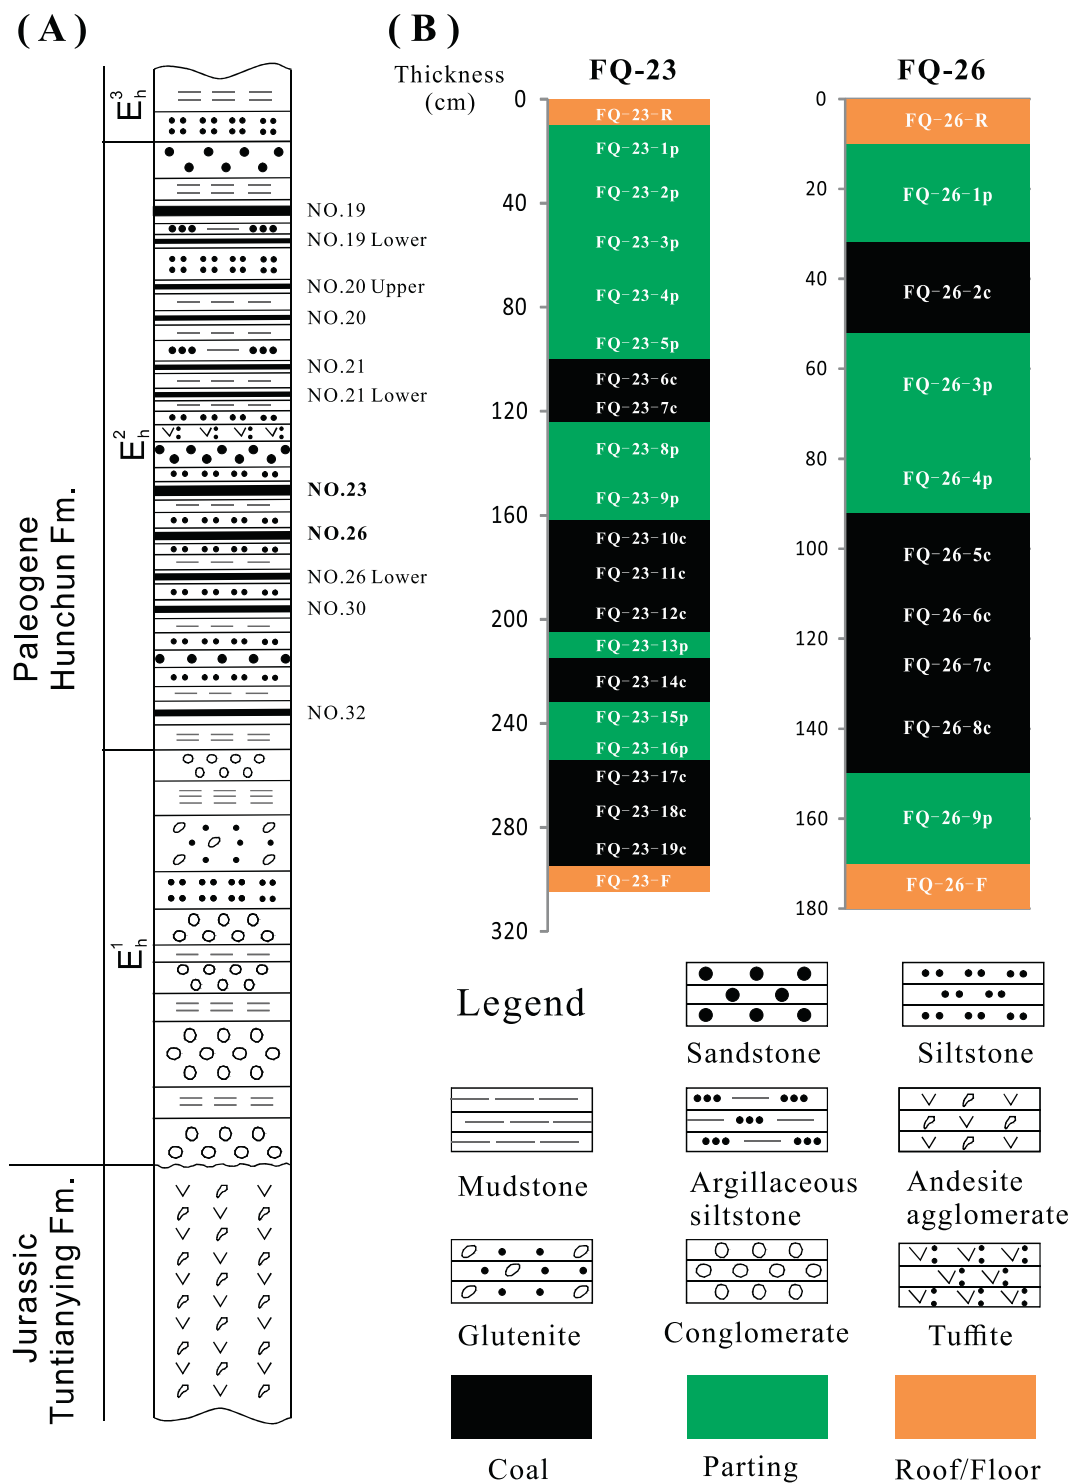 (A)
(B)
E³h
E²h
E¹h
Paleogene
Hunchun Fm.
Jurassic
Tuntianying Fm.
NO.19
NO.19 Lower
NO.20 Upper
NO.20
NO.21
NO.21 Lower
NO.23
NO.26
NO.26 Lower
NO.30
NO.32
Thickness
(cm)
FQ-23
0
40
80
120
160
200
240
280
320
FQ-23-R
FQ-23-1p
FQ-23-2p
FQ-23-3p
FQ-23-4p
FQ-23-5p
FQ-23-6c
FQ-23-7c
FQ-23-8p
FQ-23-9p
FQ-23-10c
FQ-23-11c
FQ-23-12c
FQ-23-13p
FQ-23-14c
FQ-23-15p
FQ-23-16p
FQ-23-17c
FQ-23-18c
FQ-23-19c
FQ-23-F
FQ-26
0
20
40
60
80
100
120
140
160
180
FQ-26-R
FQ-26-1p
FQ-26-2c
FQ-26-3p
FQ-26-4p
FQ-26-5c
FQ-26-6c
FQ-26-7c
FQ-26-8c
FQ-26-9p
FQ-26-F
Legend
Sandstone
Siltstone
Mudstone
Argillaceous
siltstone
Andesite
agglomerate
Glutenite
Conglomerate
Tuffite
Coal
Parting
Roof/Floor